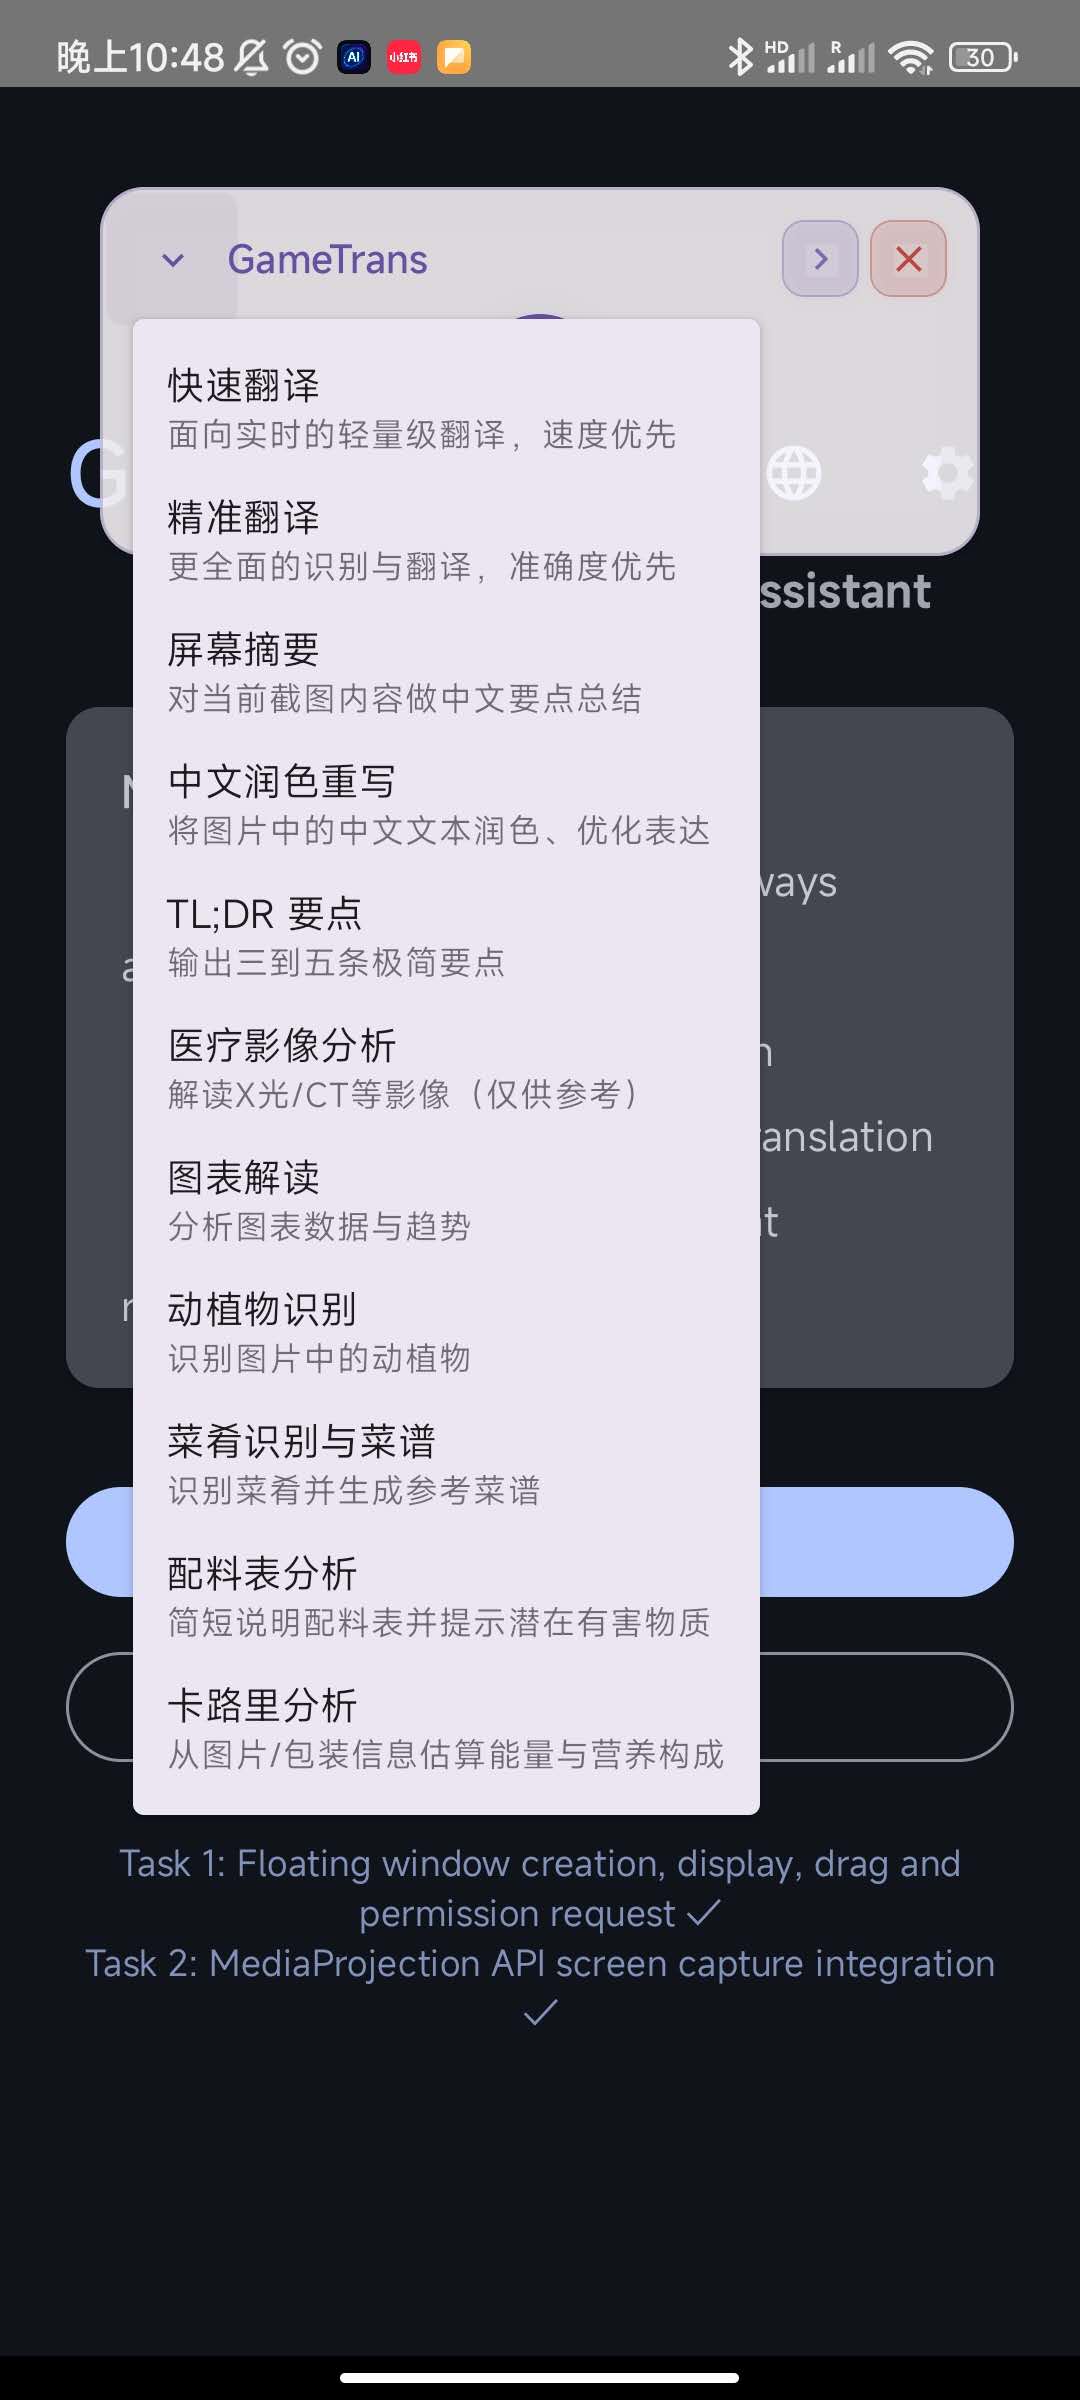 晚上10:48
AI
小红书
HD
R
30
GameTrans
快速翻译
面向实时的轻量级翻译，速度优先
G
精准翻译
更全面的识别与翻译，准确度优先
ssistant
屏幕摘要
对当前截图内容做中文要点总结
中文润色重写
将图片中的中文文本润色、优化表达
ways
TL;DR 要点
输出三到五条极简要点
a
医疗影像分析
解读X光/CT等影像（仅供参考）
n
ranslation
图表解读
分析图表数据与趋势
t
动植物识别
识别图片中的动植物
菜肴识别与菜谱
识别菜肴并生成参考菜谱
配料表分析
简短说明配料表并提示潜在有害物质
卡路里分析
从图片/包装信息估算能量与营养构成
Task 1: Floating window creation, display, drag and
permission request ✓
Task 2: MediaProjection API screen capture integration
✓